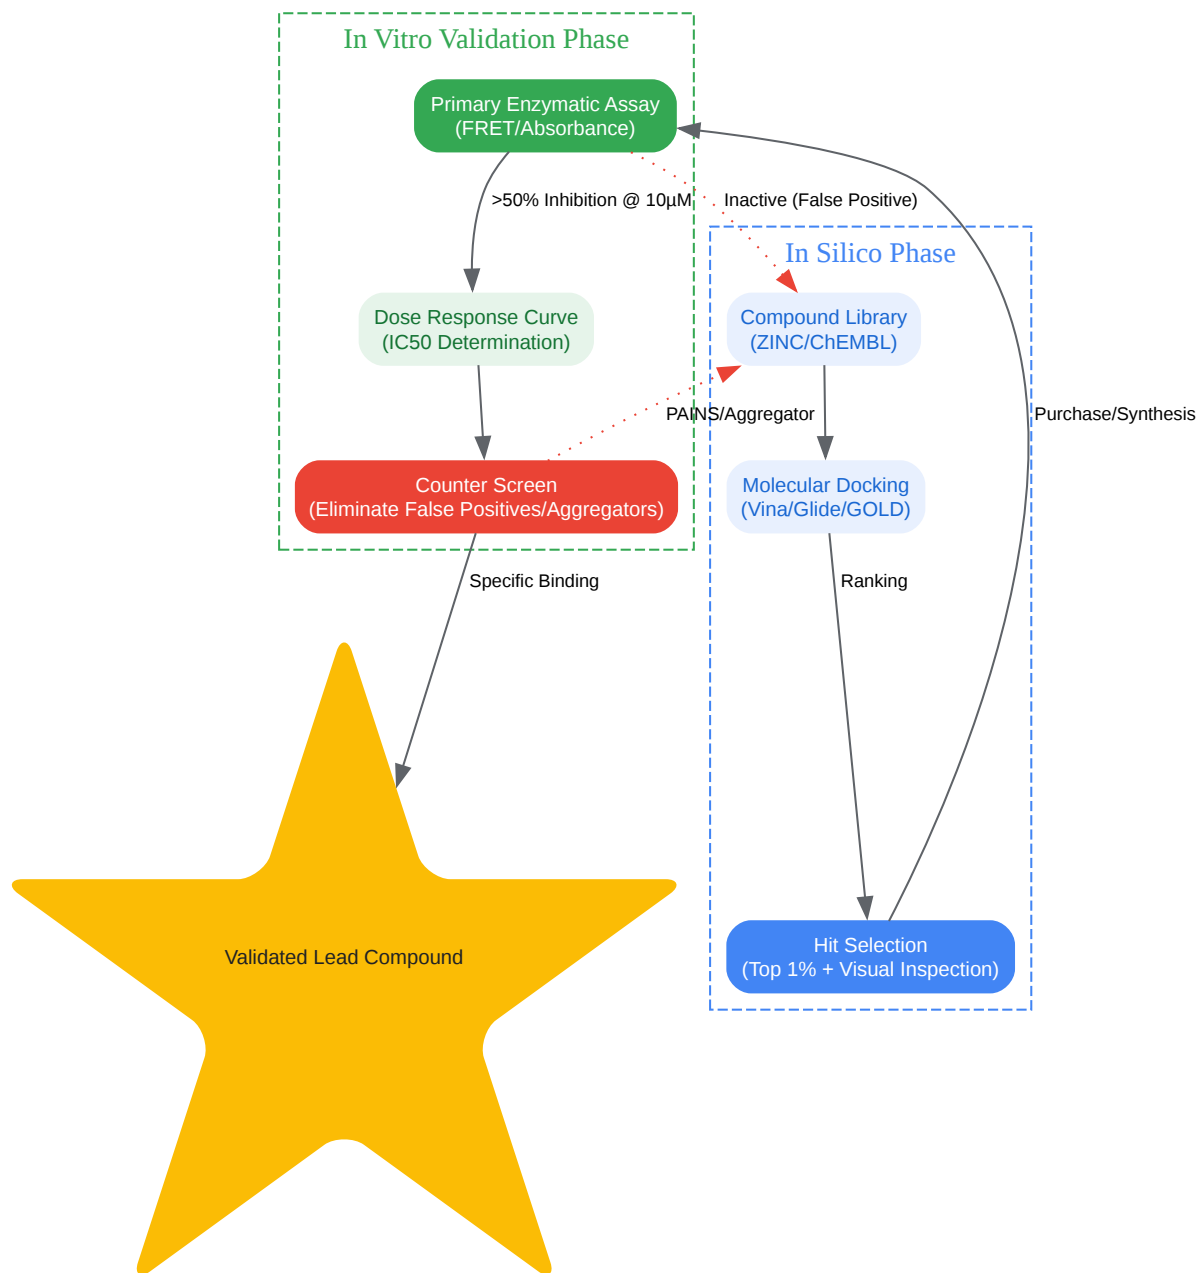 In Vitro Validation Phase
Primary Enzymatic Assay
(FRET/Absorbance)
>50% Inhibition @ 10µM
Inactive (False Positive)
In Silico Phase
Dose Response Curve
(IC50 Determination)
Compound Library
(ZINC/ChEMBL)
PAINS/Aggregator
Purchase/Synthesis
Counter Screen
(Eliminate False Positives/Aggregators)
Molecular Docking
(Vina/Glide/GOLD)
Specific Binding
Ranking
Validated Lead Compound
Hit Selection
(Top 1% + Visual Inspection)